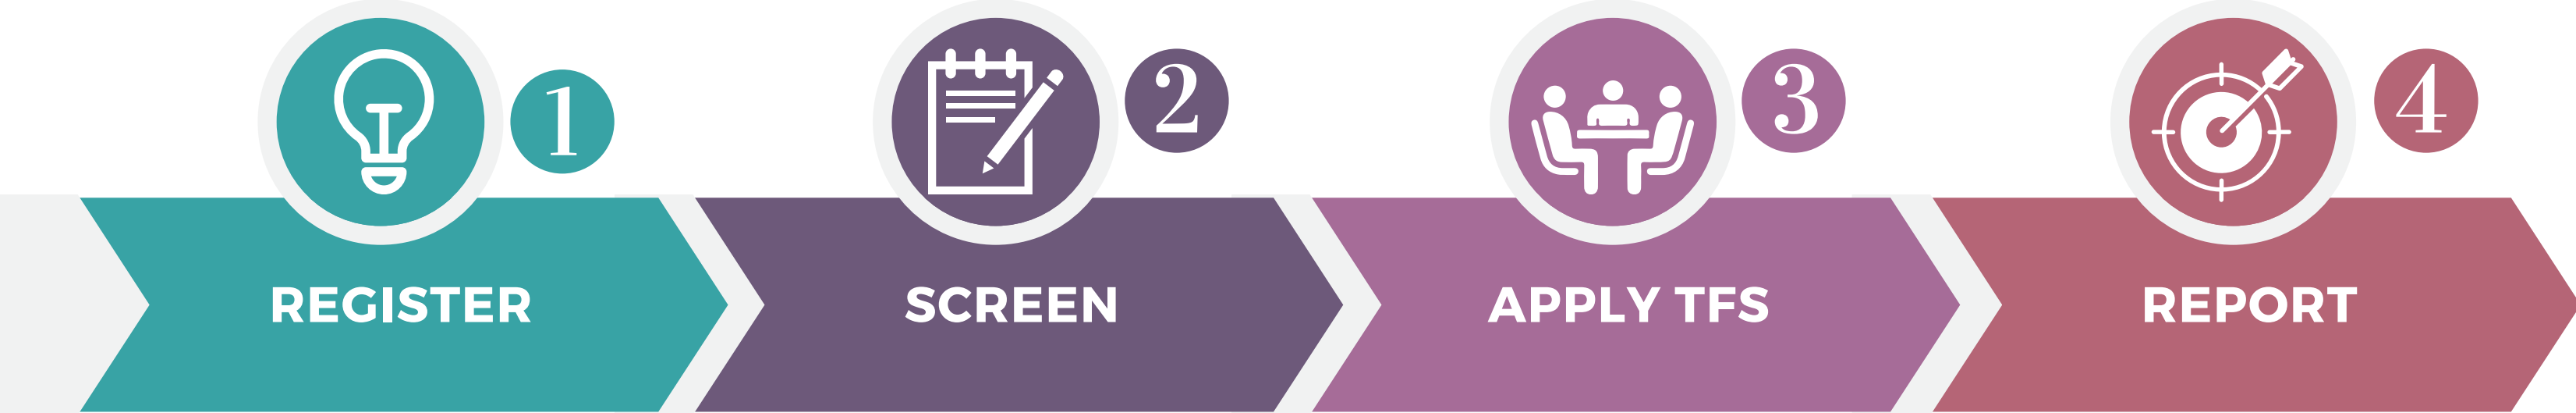 1
REGISTER
2
SCREEN
3
APPLY TFS
4
REPORT